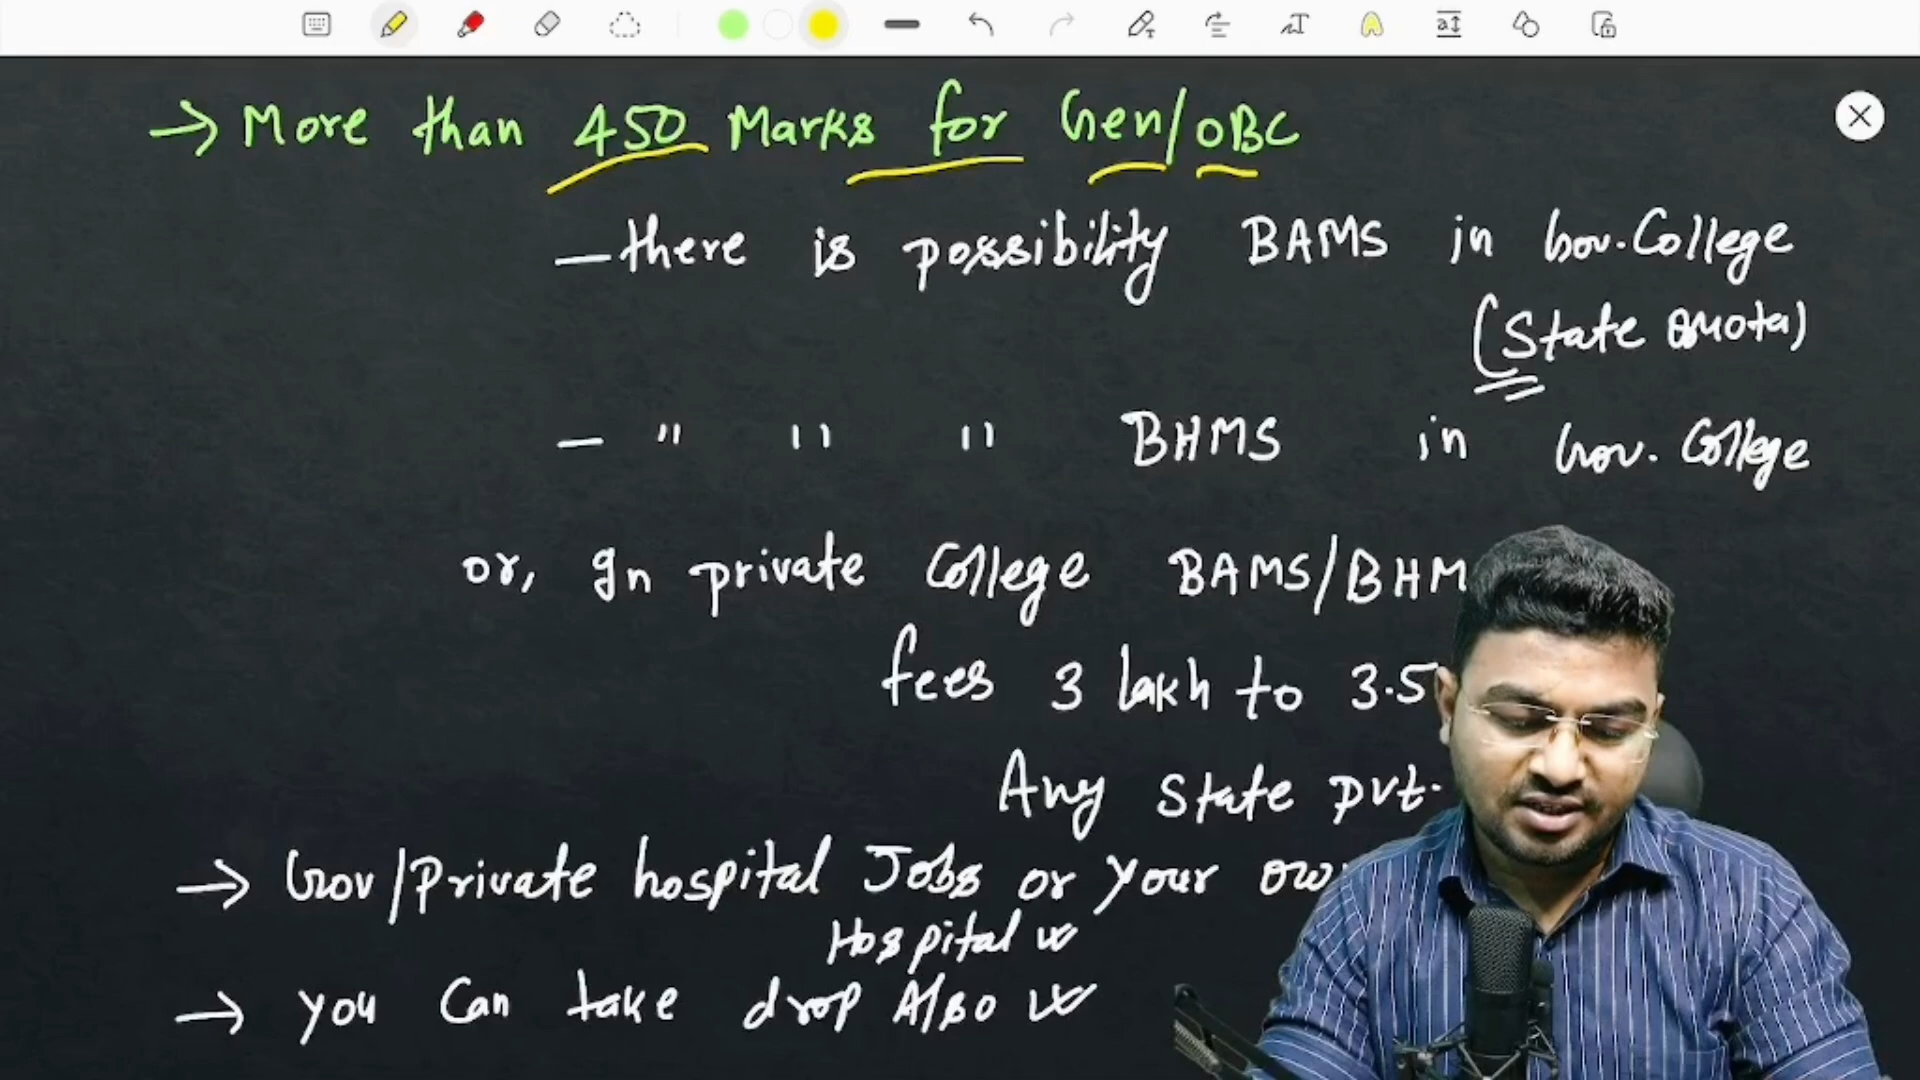 → More than 450 Marks for Gen/OBC
– there is possibility BAMS in Gov. College
(State Quota)
– " " " BHMS in Gov. College
or, In private College BAMS/BHM
fees 3 lakh to 3.5
Any State pvt.
→ Gov/Private hospital Jobs or your ow
Hospital
→ you Can take drop Also